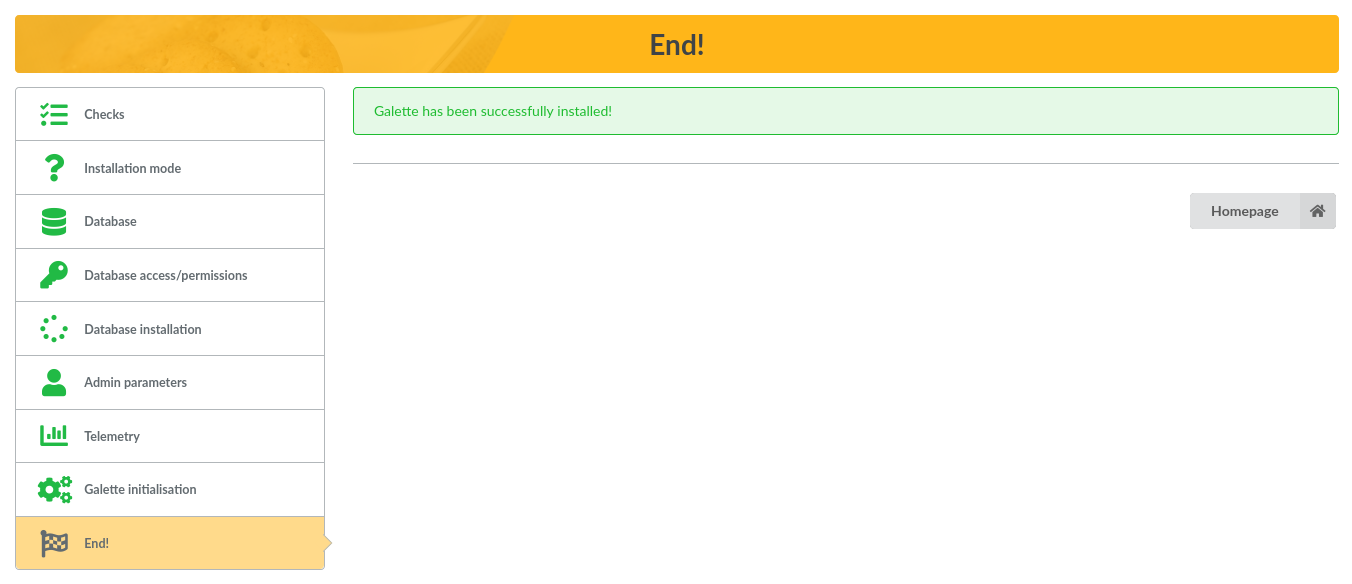 End!
Checks
Installation mode
Database
Database access/permissions
Database installation
Admin parameters
Telemetry
Galette initialisation
End!
Galette has been successfully installed!
Homepage